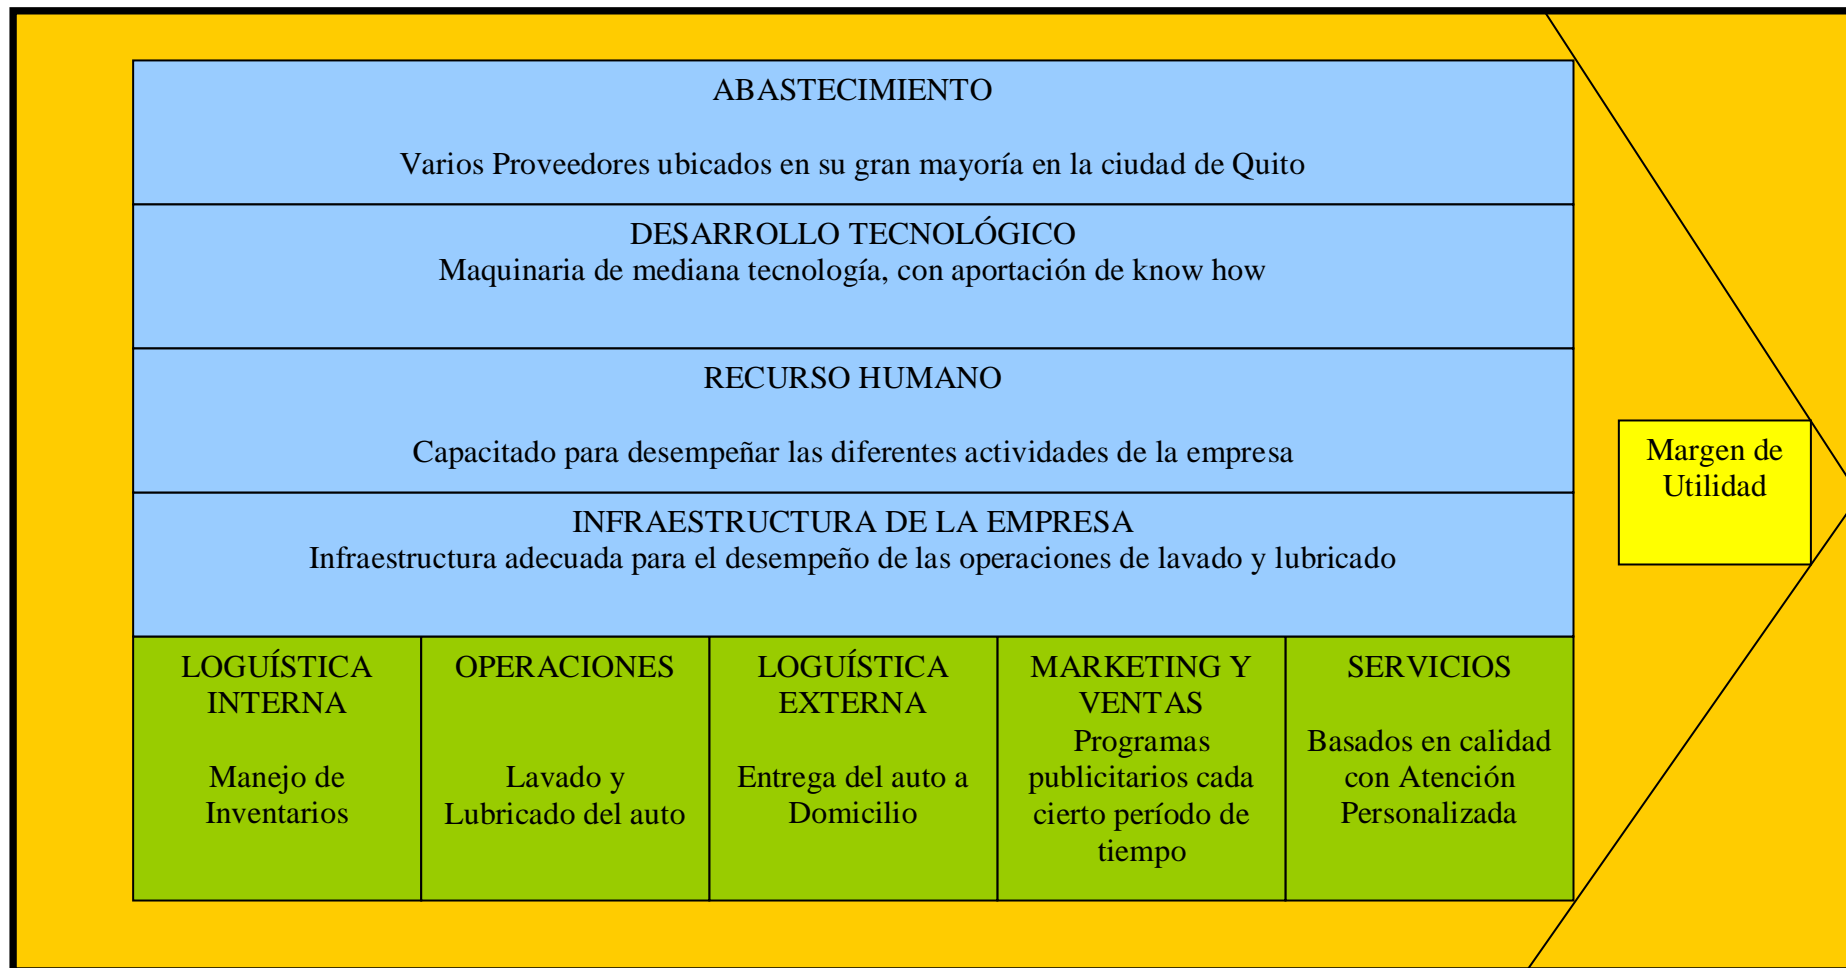 ABASTECIMIENTO
Varios Proveedores ubicados en su gran mayoría en la ciudad de Quito
DESARROLLO TECNOLÓGICO
Maquinaria de mediana tecnología, con aportación de know how
RECURSO HUMANO
Capacitado para desempeñar las diferentes actividades de la empresa
INFRAESTRUCTURA DE LA EMPRESA
Infraestructura adecuada para el desempeño de las operaciones de lavado y lubricado
LOGUÍSTICA
INTERNA
Manejo de
Inventarios
OPERACIONES
Lavado y
Lubricado del auto
LOGUÍSTICA
EXTERNA
Entrega del auto a
Domicilio
MARKETING Y
VENTAS
Programas
publicitarios cada
cierto período de
tiempo
SERVICIOS
Basados en calidad
con Atención
Personalizada
Margen de
Utilidad